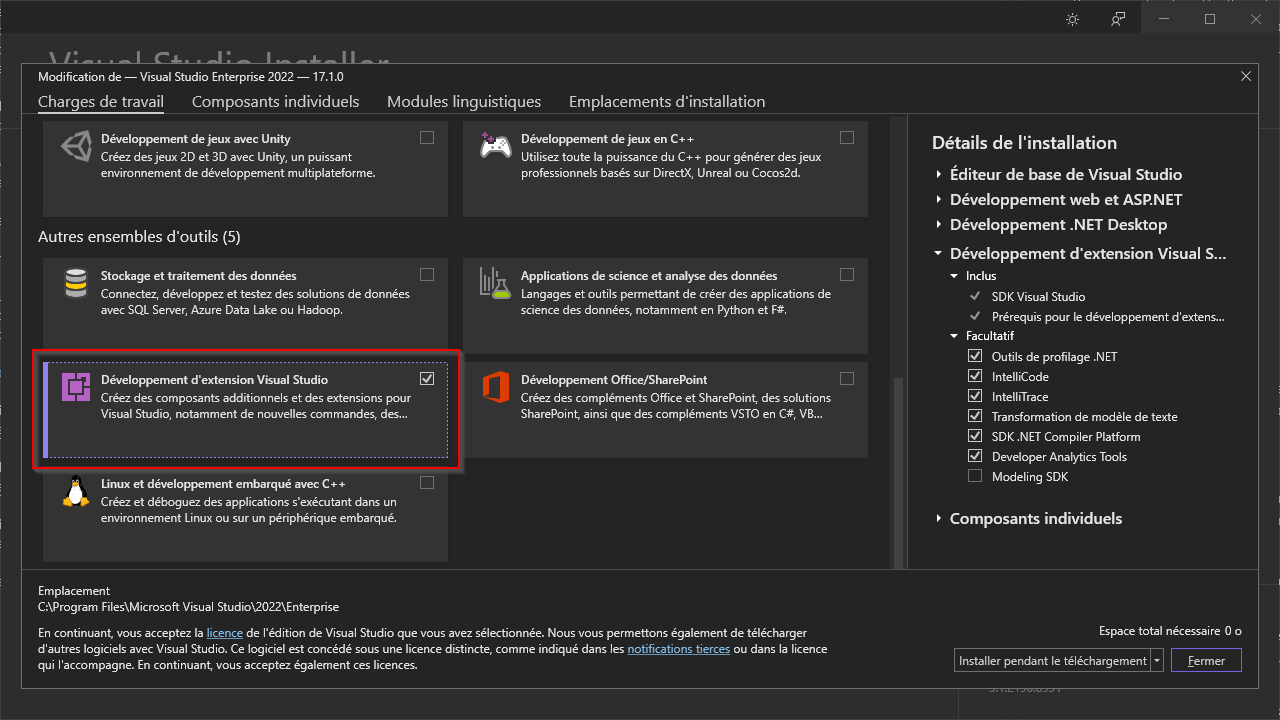 Visual Studio Installer
Modification de — Visual Studio Enterprise 2022 — 17.1.0
Charges de travail
Composants individuels
Modules linguistiques
Emplacements d'installation
Développement de jeux avec Unity
Créez des jeux 2D et 3D avec Unity, un puissant
environnement de développement multiplateforme.
Développement de jeux en C++
Utilisez toute la puissance du C++ pour générer des jeux
professionnels basés sur DirectX, Unreal ou Cocos2d.
Autres ensembles d'outils (5)
Stockage et traitement des données
Connectez, développez et testez des solutions de données
avec SQL Server, Azure Data Lake ou Hadoop.
Applications de science et analyse des données
Langages et outils permettant de créer des applications de
science des données, notamment en Python et F#.
Développement d'extension Visual Studio
Créez des composants additionnels et des extensions pour
Visual Studio, notamment de nouvelles commandes, des...
Développement Office/SharePoint
Créez des compléments Office et SharePoint, des solutions
SharePoint, ainsi que des compléments VSTO en C#, VB...
Linux et développement embarqué avec C++
Créez et déboguez des applications s'exécutant dans un
environnement Linux ou sur un périphérique embarqué.
Détails de l'installation
Éditeur de base de Visual Studio
Développement web et ASP.NET
Développement .NET Desktop
Développement d'extension Visual S...
Inclus
SDK Visual Studio
Prérequis pour le développement d'extens...
Facultatif
Outils de profilage .NET
IntelliCode
IntelliTrace
Transformation de modèle de texte
SDK .NET Compiler Platform
Developer Analytics Tools
Modeling SDK
Composants individuels
Emplacement
C:\Program Files\Microsoft Visual Studio\2022\Enterprise
En continuant, vous acceptez la licence de l'édition de Visual Studio que vous avez sélectionnée. Nous vous permettons également de télécharger
d'autres logiciels avec Visual Studio. Ce logiciel est concédé sous une licence distincte, comme indiqué dans les notifications tierces ou dans la licence
qui l'accompagne. En continuant, vous acceptez également ces licences.
Espace total nécessaire 0 o
Installer pendant le téléchargement
Fermer